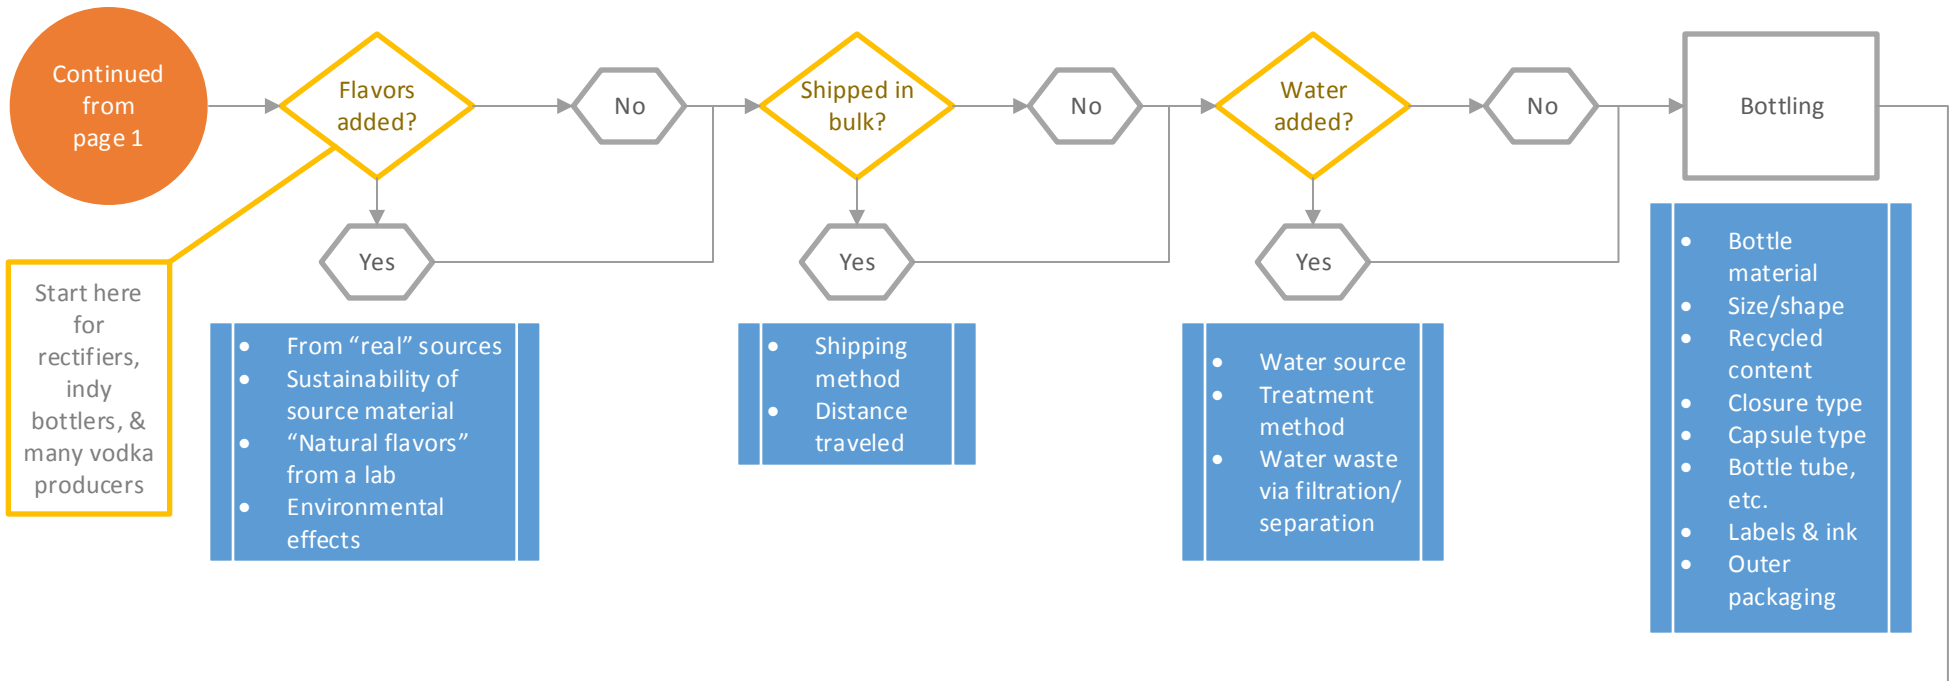 Continued
from
page 1
Flavors
added?
No
Yes
Shipped in
bulk?
No
Yes
Water
added?
No
Yes
Bottling
Start here
for
rectifiers,
indy
bottlers, &
many vodka
producers
• From “real” sources
• Sustainability of
source material
• “Natural flavors”
from a lab
• Environmental
effects
• Shipping
method
• Distance
traveled
• Water source
• Treatment
method
• Water waste
via filtration/
separation
• Bottle
material
• Size/shape
• Recycled
content
• Closure type
• Capsule type
• Bottle tube,
etc.
• Labels & ink
• Outer
packaging